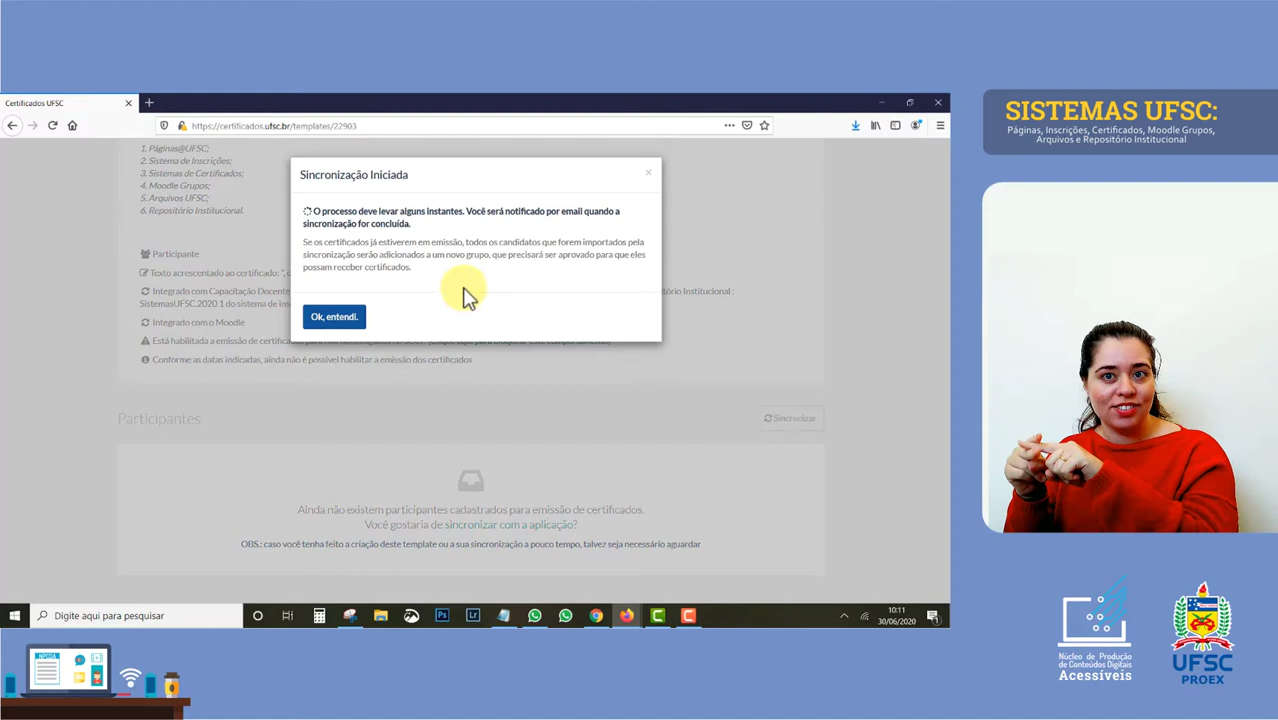 Certificados UFSC
https://certificados.ufsc.br/templates/22903
1. Páginas@UFSC;
2. Sistema de Inscrições;
3. Sistemas de Certificados;
4. Moodle Grupos;
5. Arquivos UFSC;
6. Repositório Institucional.
Participante
Texto acrescentado ao certificado: ",
Integrado com Capacitação Docente
itório Institucional :
SistemasUFSC.2020.1 do sistema de ins
Integrado com o Moodle
Está habilitada a emissão de certifica
Conforme as datas indicadas, ainda não é possível habilitar a emissão dos certificados
Sincronização Iniciada
×
O processo deve levar alguns instantes. Você será notificado por email quando a
sincronização for concluída.
Se os certificados já estiverem em emissão, todos os candidatos que forem importados pela
sincronização serão adicionados a um novo grupo, que precisará ser aprovado para que eles
possam receber certificados.
Ok, entendi.
Participantes
Sincronizar
Ainda não existem participantes cadastrados para emissão de certificados.
Você gostaria de sincronizar com a aplicação?
OBS.: caso você tenha feito a criação deste template ou a sua sincronização a pouco tempo, talvez seja necessário aguardar
Digite aqui para pesquisar
Ps
Lr
C
C
10:11
30/06/2020
SISTEMAS UFSC:
Páginas, Inscrições, Certificados, Moodle Grupos,
Arquivos e Repositório Institucional
NPCDA
Núcleo de Produção
de Conteúdos Digitais
Acessíveis
UFSC
PROEX